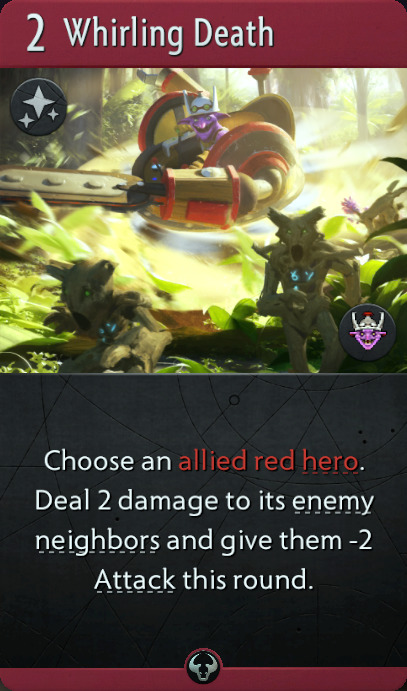 2 Whirling Death
Choose an allied red hero.
Deal 2 damage to its enemy
neighbors and give them -2
Attack this round.